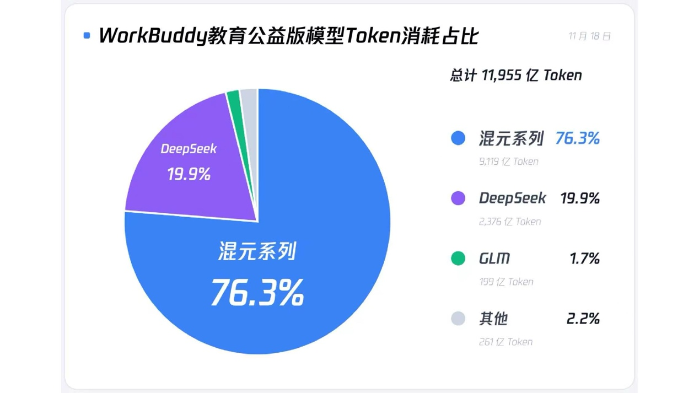 WorkBuddy教育公益版模型Token消耗占比
11月18日
总计 11,955 亿 Token
DeepSeek
19.9%
混元系列
76.3%
混元系列 76.3%
9,119 亿 Token
DeepSeek 19.9%
2,376 亿 Token
GLM 1.7%
199 亿 Token
其他 2.2%
261 亿 Token